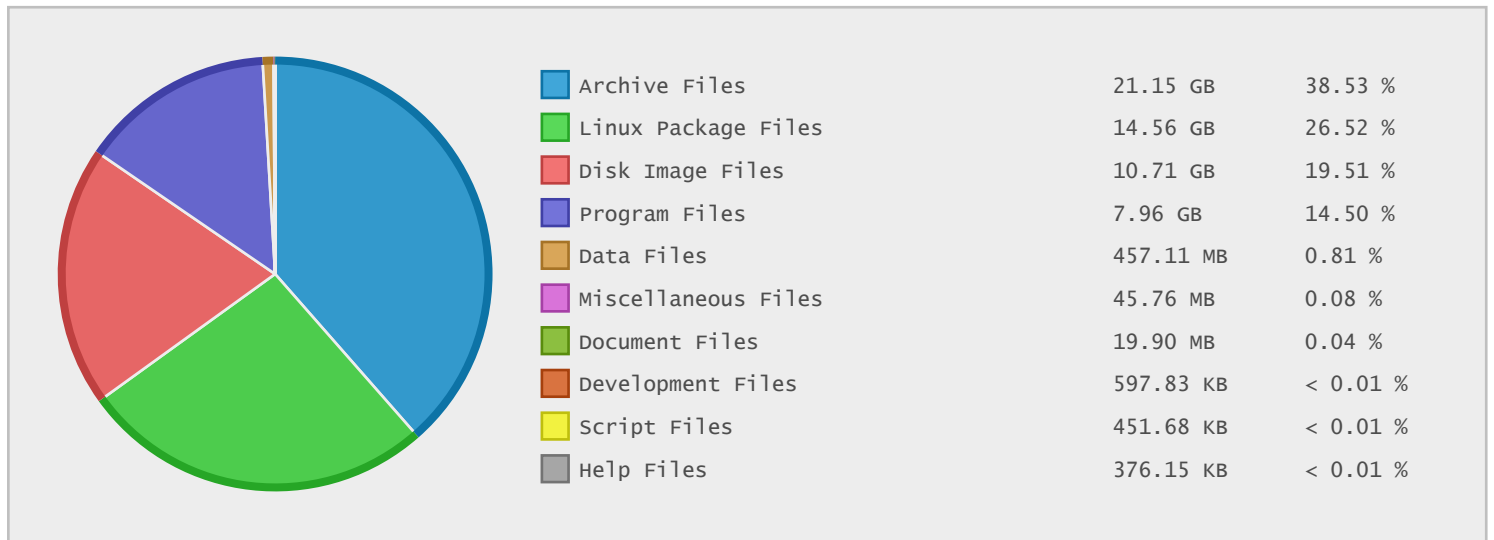 Archive Files 21.15 GB 38.53 %
Linux Package Files 14.56 GB 26.52 %
Disk Image Files 10.71 GB 19.51 %
Program Files 7.96 GB 14.50 %
Data Files 457.11 MB 0.81 %
Miscellaneous Files 45.76 MB 0.08 %
Document Files 19.90 MB 0.04 %
Development Files 597.83 KB < 0.01 %
Script Files 451.68 KB < 0.01 %
Help Files 376.15 KB < 0.01 %